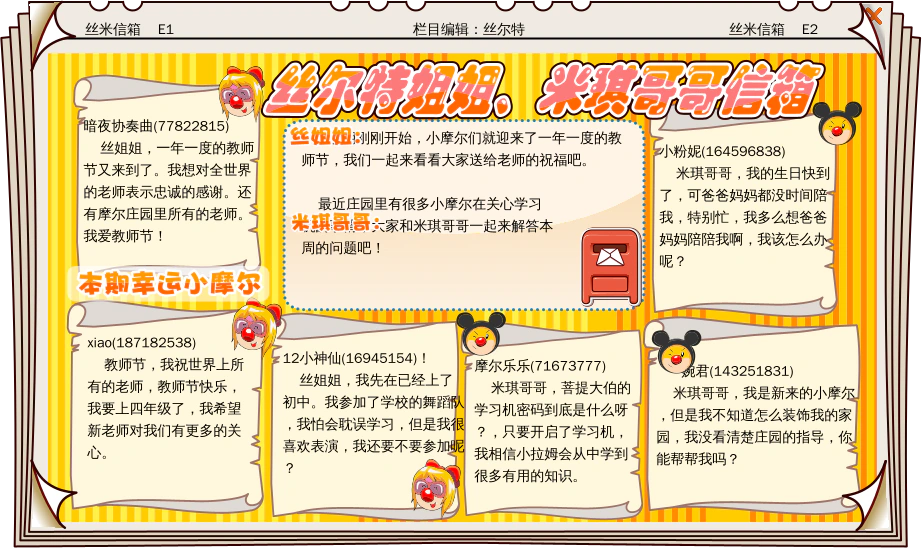 丝米信箱 E1
栏目编辑：丝尔特
丝米信箱 E2
丝尔特姐姐、米琪哥哥信箱
暗夜协奏曲(77822815)
丝姐姐，一年一度的教师
节又来到了。我想对全世界
的老师表示忠诚的感谢。还
有摩尔庄园里所有的老师。
我爱教师节！
丝姐姐：
刚刚开始，小摩尔们就迎来了一年一度的教
师节，我们一起来看看大家送给老师的祝福吧。
最近庄园里有很多小摩尔在关心学习
米琪哥哥：
大家和米琪哥哥一起来解答本
周的问题吧！
小粉妮(164596838)
米琪哥哥，我的生日快到
了，可爸爸妈妈都没时间陪
我，特别忙，我多么想爸爸
妈妈陪陪我啊，我该怎么办
呢？
本期幸运小摩尔
xiao(187182538)
教师节，我祝世界上所
有的老师，教师节快乐，
我要上四年级了，我希望
新老师对我们有更多的关
心。
12小神仙(16945154)！
丝姐姐，我先在已经上了
初中。我参加了学校的舞蹈队
，我怕会耽误学习，但是我很
喜欢表演，我还要不要参加呢
？
摩尔乐乐(71673777)
米琪哥哥，菩提大伯的
学习机密码到底是什么呀
？，只要开启了学习机，
我相信小拉姆会从中学到
很多有用的知识。
婉君(143251831)
米琪哥哥，我是新来的小摩尔
，但是我不知道怎么装饰我的家
园，我没看清楚庄园的指导，你
能帮帮我吗？